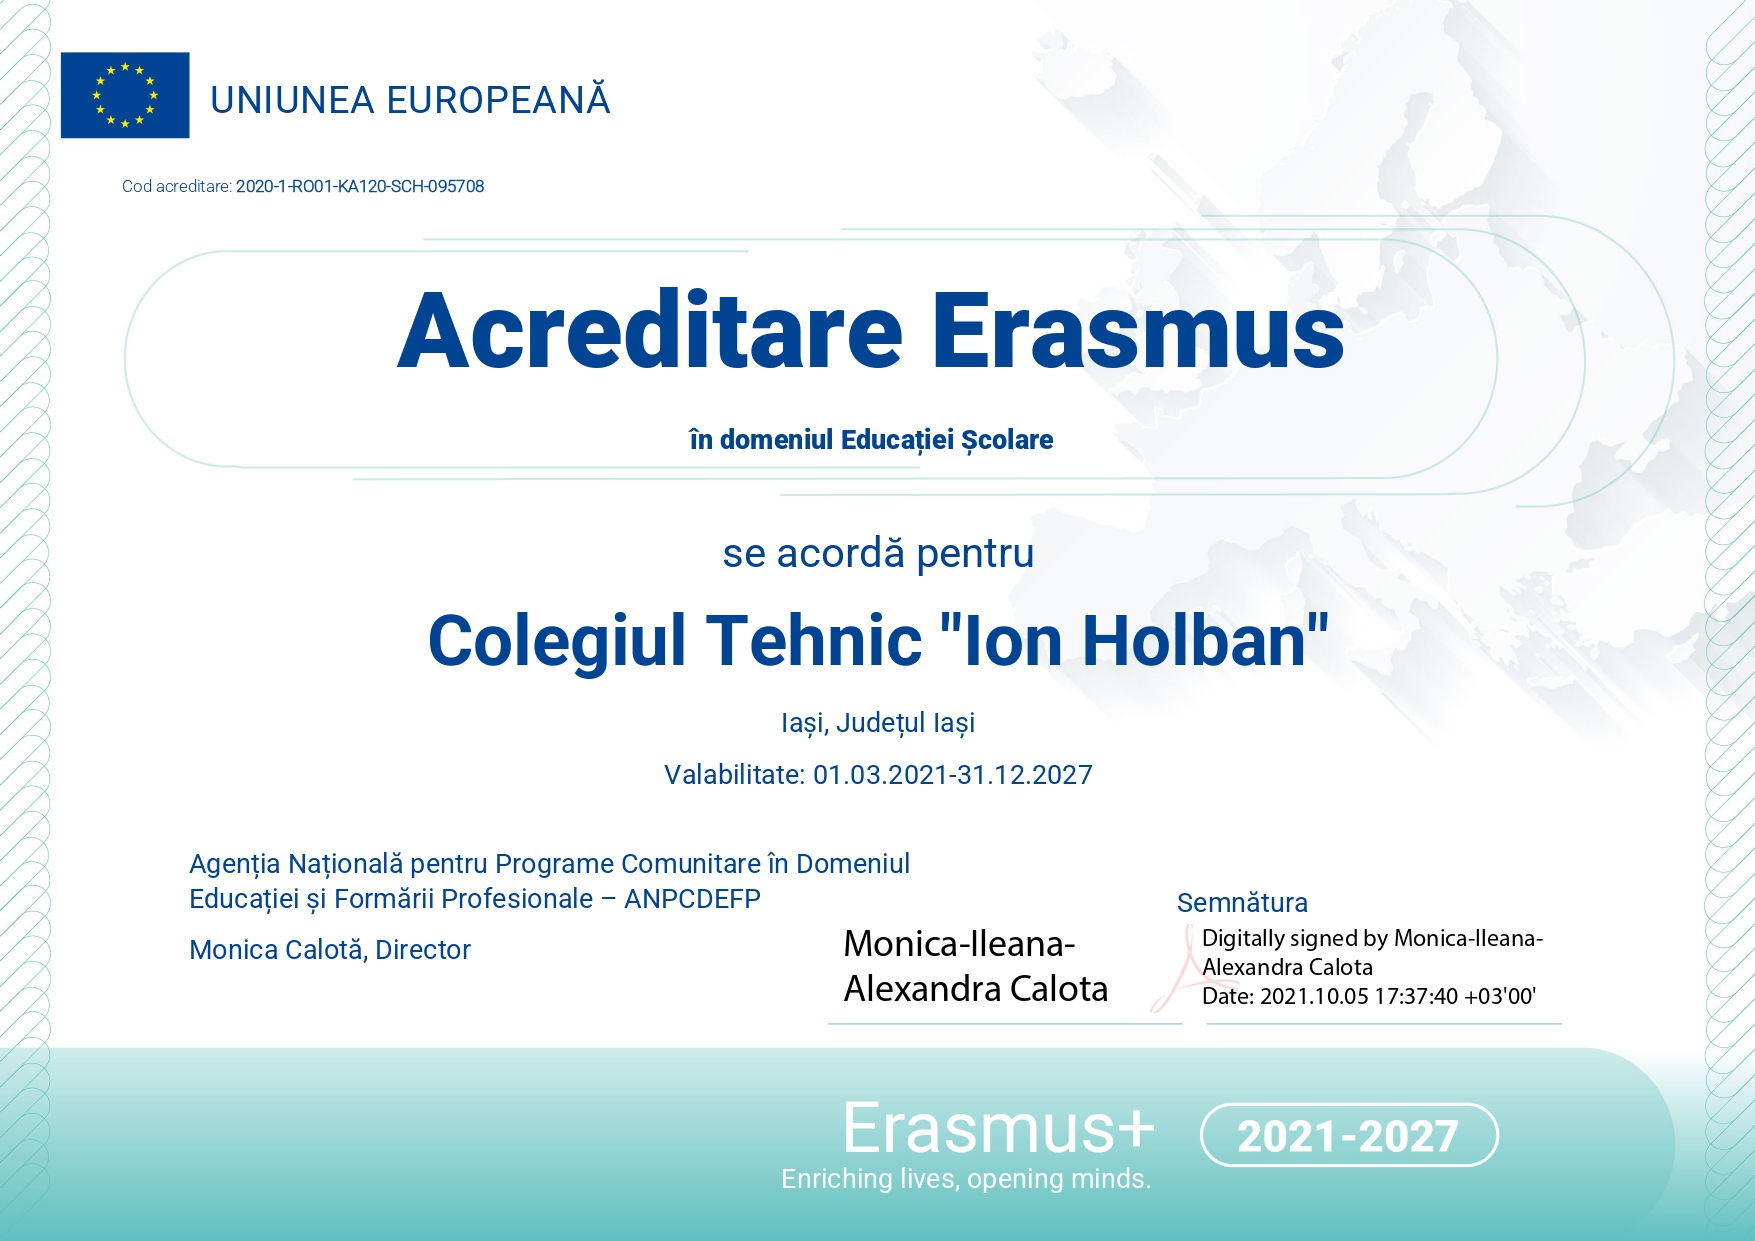 UNIUNEA EUROPEANĂ
Cod acreditare: 2020-1-RO01-KA120-SCH-095708
Acreditare Erasmus
în domeniul Educației Școlare
se acordă pentru
Colegiul Tehnic "Ion Holban"
Iași, Județul Iași
Valabilitate: 01.03.2021-31.12.2027
Agenția Națională pentru Programe Comunitare în Domeniul
Educației și Formării Profesionale – ANPCDEFP
Monica Calotă, Director
Monica-Ileana-
Alexandra Calota
Semnătura
Digitally signed by Monica-Ileana-
Alexandra Calota
Date: 2021.10.05 17:37:40 +03'00'
Erasmus+
Enriching lives, opening minds.
2021-2027